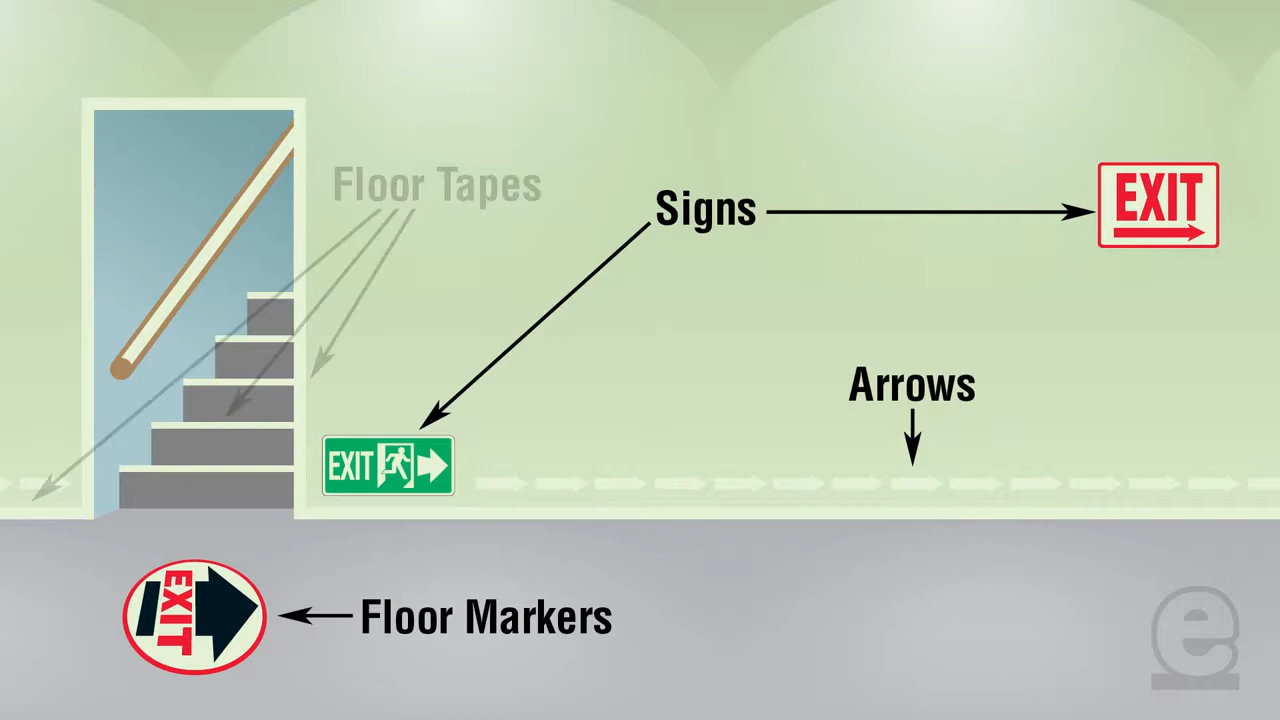 Floor Tapes
Signs
EXIT
Arrows
EXIT
EXIT
Floor Markers
e